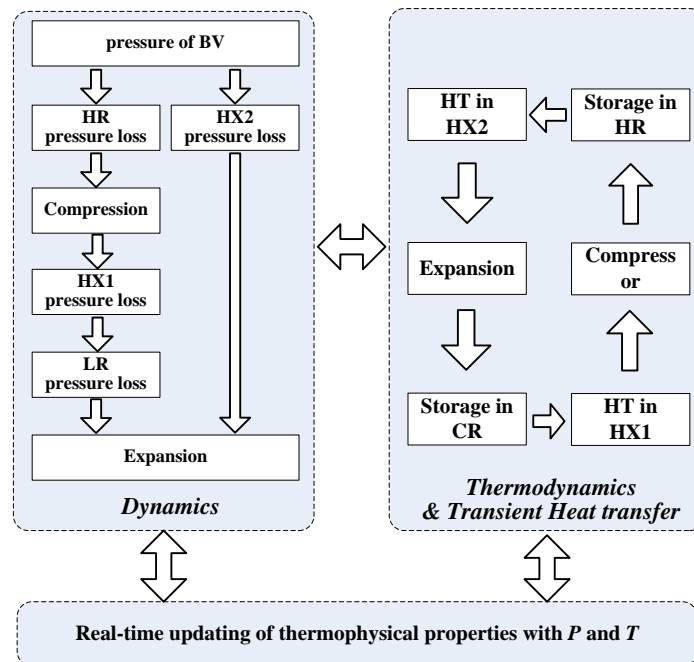 pressure of BV
HR
pressure loss
HX2
pressure loss
Compression
HX1
pressure loss
LR
pressure loss
Expansion
Dynamics
HT in
HX2
Storage in
HR
Expansion
Compress
or
Storage in
CR
HT in
HX1
Thermodynamics
& Transient Heat transfer
Real-time updating of thermophysical properties with P and T